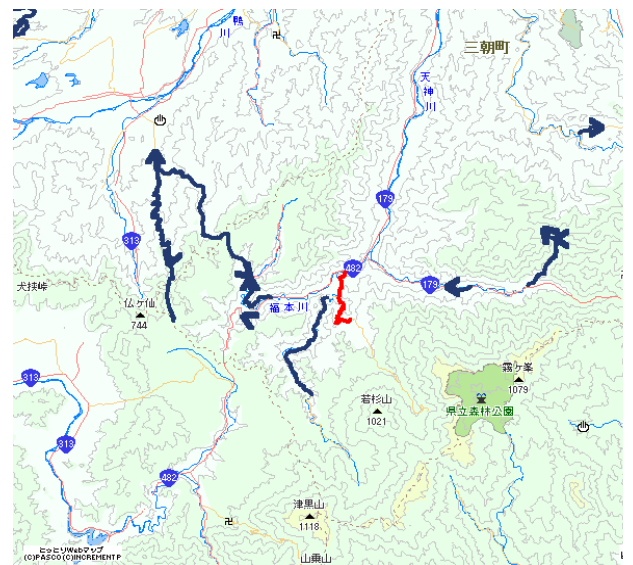 鴨川
三朝町
天神川
179
313
482
179
犬挟峠
仏ヶ仙
744
福本川
霧ヶ峯
1079
県立森林公園
若杉山
1021
313
313
482
津黒山
1118
山乗山
とっとりWebマップ
(C)PASCO (C)INCREMENT P